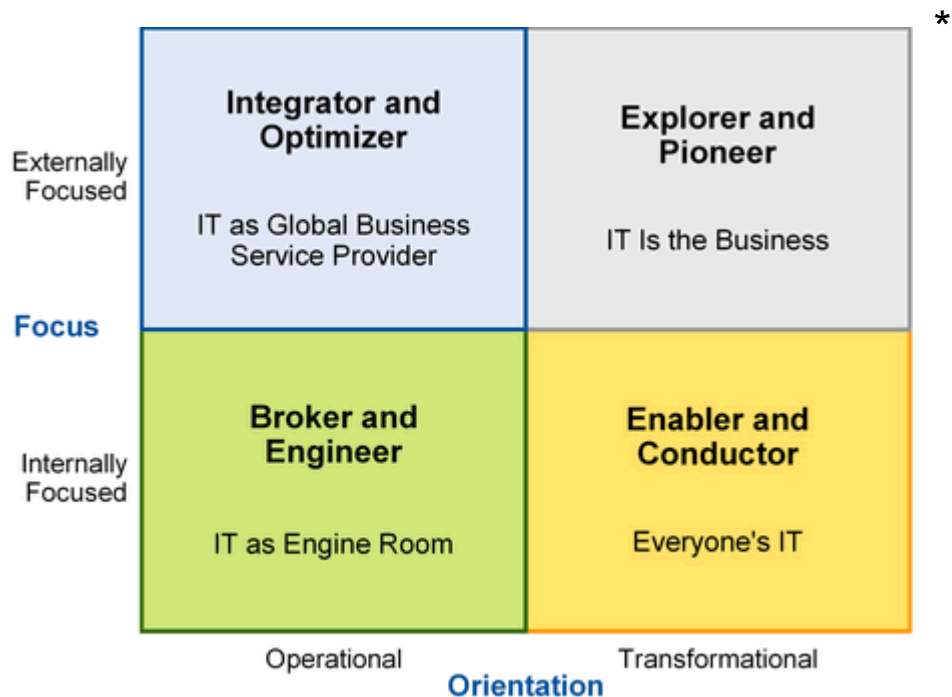 *
Integrator and
Optimizer
IT as Global Business
Service Provider
Explorer and
Pioneer
IT Is the Business
Externally
Focused
Focus
Broker and
Engineer
IT as Engine Room
Enabler and
Conductor
Everyone's IT
Internally
Focused
Operational
Transformational
Orientation